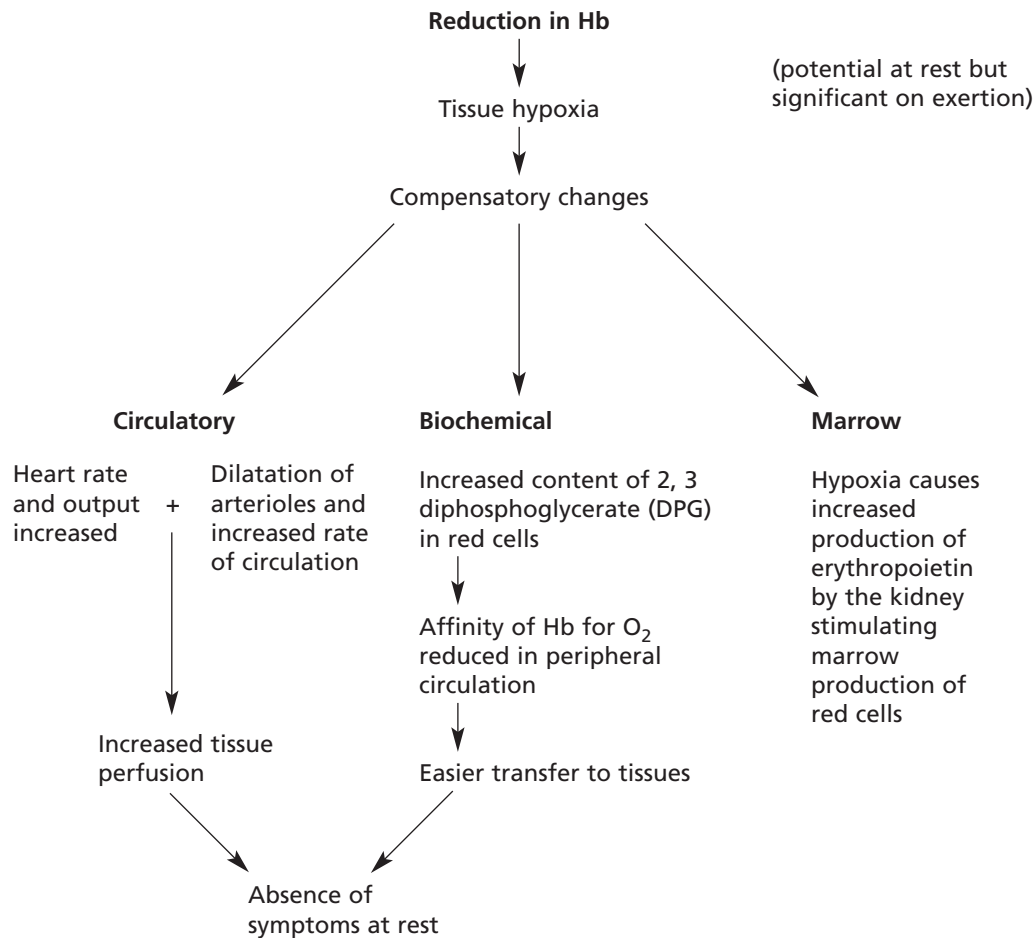 Reduction in Hb
(potential at rest but
significant on exertion)
Tissue hypoxia
Compensatory changes
Circulatory
Heart rate
and output
increased
+
Dilatation of
arterioles and
increased rate
of circulation
Increased tissue
perfusion
Biochemical
Increased content of 2, 3
diphosphoglycerate (DPG)
in red cells
Affinity of Hb for O₂
reduced in peripheral
circulation
Easier transfer to tissues
Absence of
symptoms at rest
Marrow
Hypoxia causes
increased
production of
erythropoietin
by the kidney
stimulating
marrow
production of
red cells